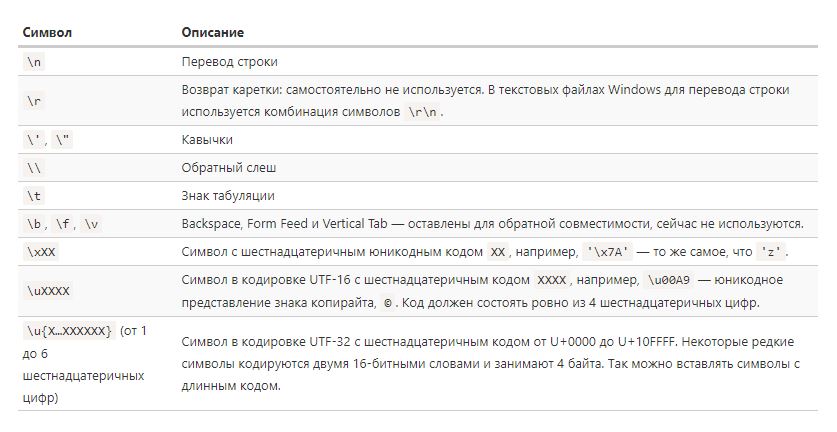 Символ Описание
\n Перевод строки
Возврат каретки: самостоятельно не используется. В текстовых файлах Windows для перевода строки
\r
используется комбинация символов \r\n .
\' , \" Кавычки
\\ Обратный слеш
\t Знак табуляции
\b , \f , \v Backspace, Form Feed и Vertical Tab — оставлены для обратной совместимости, сейчас не используются.
\xXX Символ с шестнадцатеричным юникодным кодом XX , например, '\x7A' — то же самое, что 'z' .
Символ в кодировке UTF-16 с шестнадцатеричным кодом XXXX , например, \u00A9 — юникодное
\uXXXX
представление знака копирайта, © . Код должен состоять ровно из 4 шестнадцатеричных цифр.
\u{X…XXXXXX} (от 1
до 6
шестнадцатеричных
цифр)
Символ в кодировке UTF-32 с шестнадцатеричным кодом от U+0000 до U+10FFFF. Некоторые редкие
символы кодируются двумя 16-битными словами и занимают 4 байта. Так можно вставлять символы с
длинным кодом.